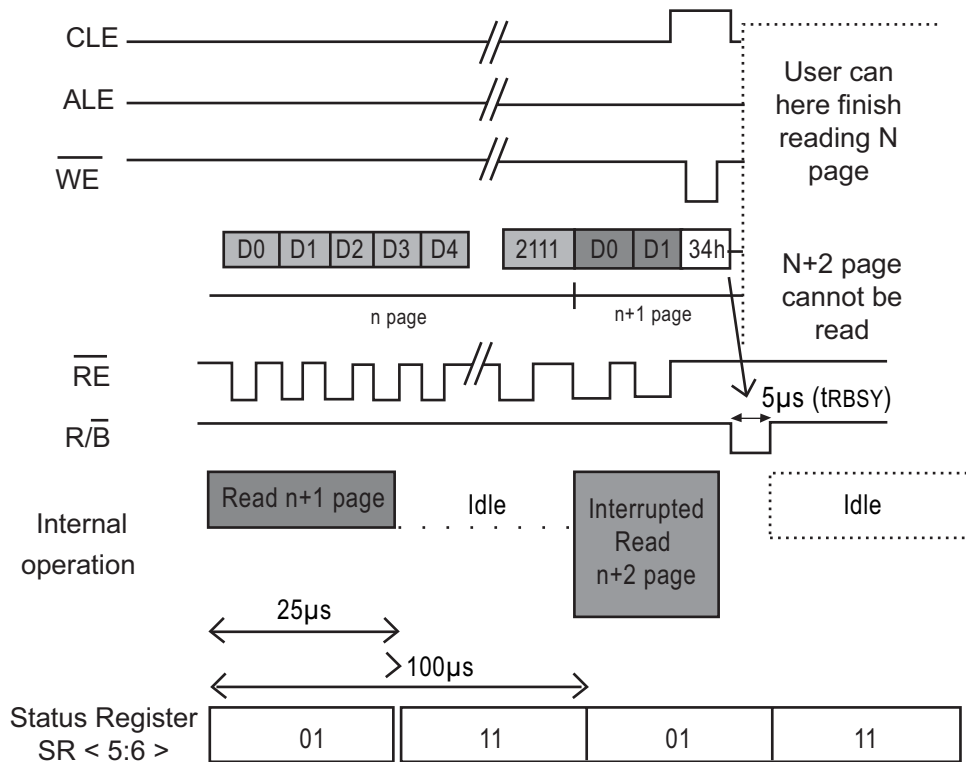 CLE
ALE
WE
User can
here finish
reading N
page
D0 D1 D2 D3 D4 2111 D0 D1 34h
N+2 page
cannot be
read
n page
n+1 page
RE
5µs (tRBSY)
R/B
Internal
operation
Read n+1 page
Idle
Interrupted
Read
n+2 page
Idle
25µs
>100µs
Status Register
SR < 5:6 >
01 11 01 11